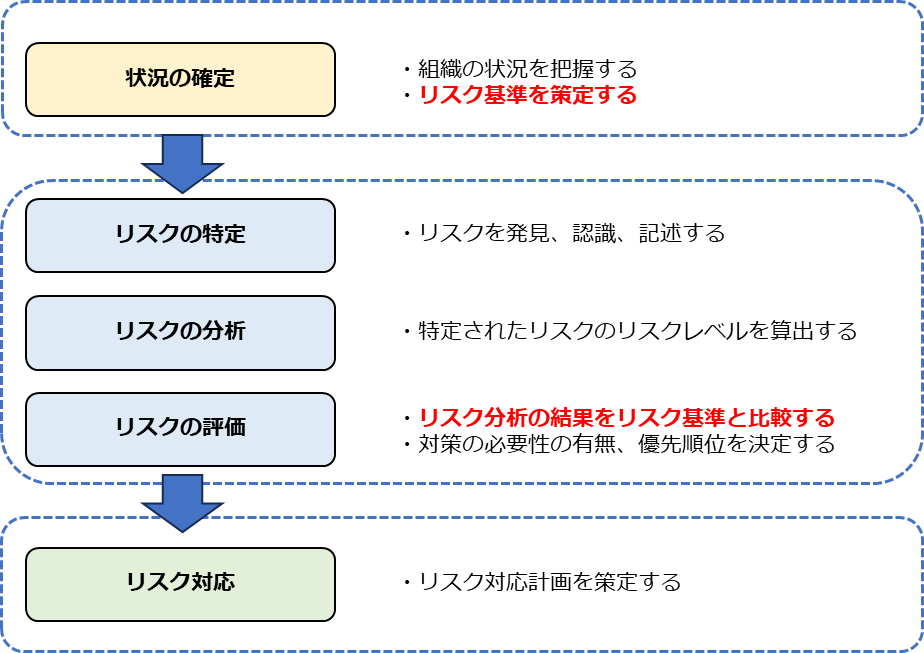 状況の確定
・組織の状況を把握する
・リスク基準を策定する
リスクの特定
・リスクを発見、認識、記述する
リスクの分析
・特定されたリスクのリスクレベルを算出する
リスクの評価
・リスク分析の結果をリスク基準と比較する
・対策の必要性の有無、優先順位を決定する
リスク対応
・リスク対応計画を策定する